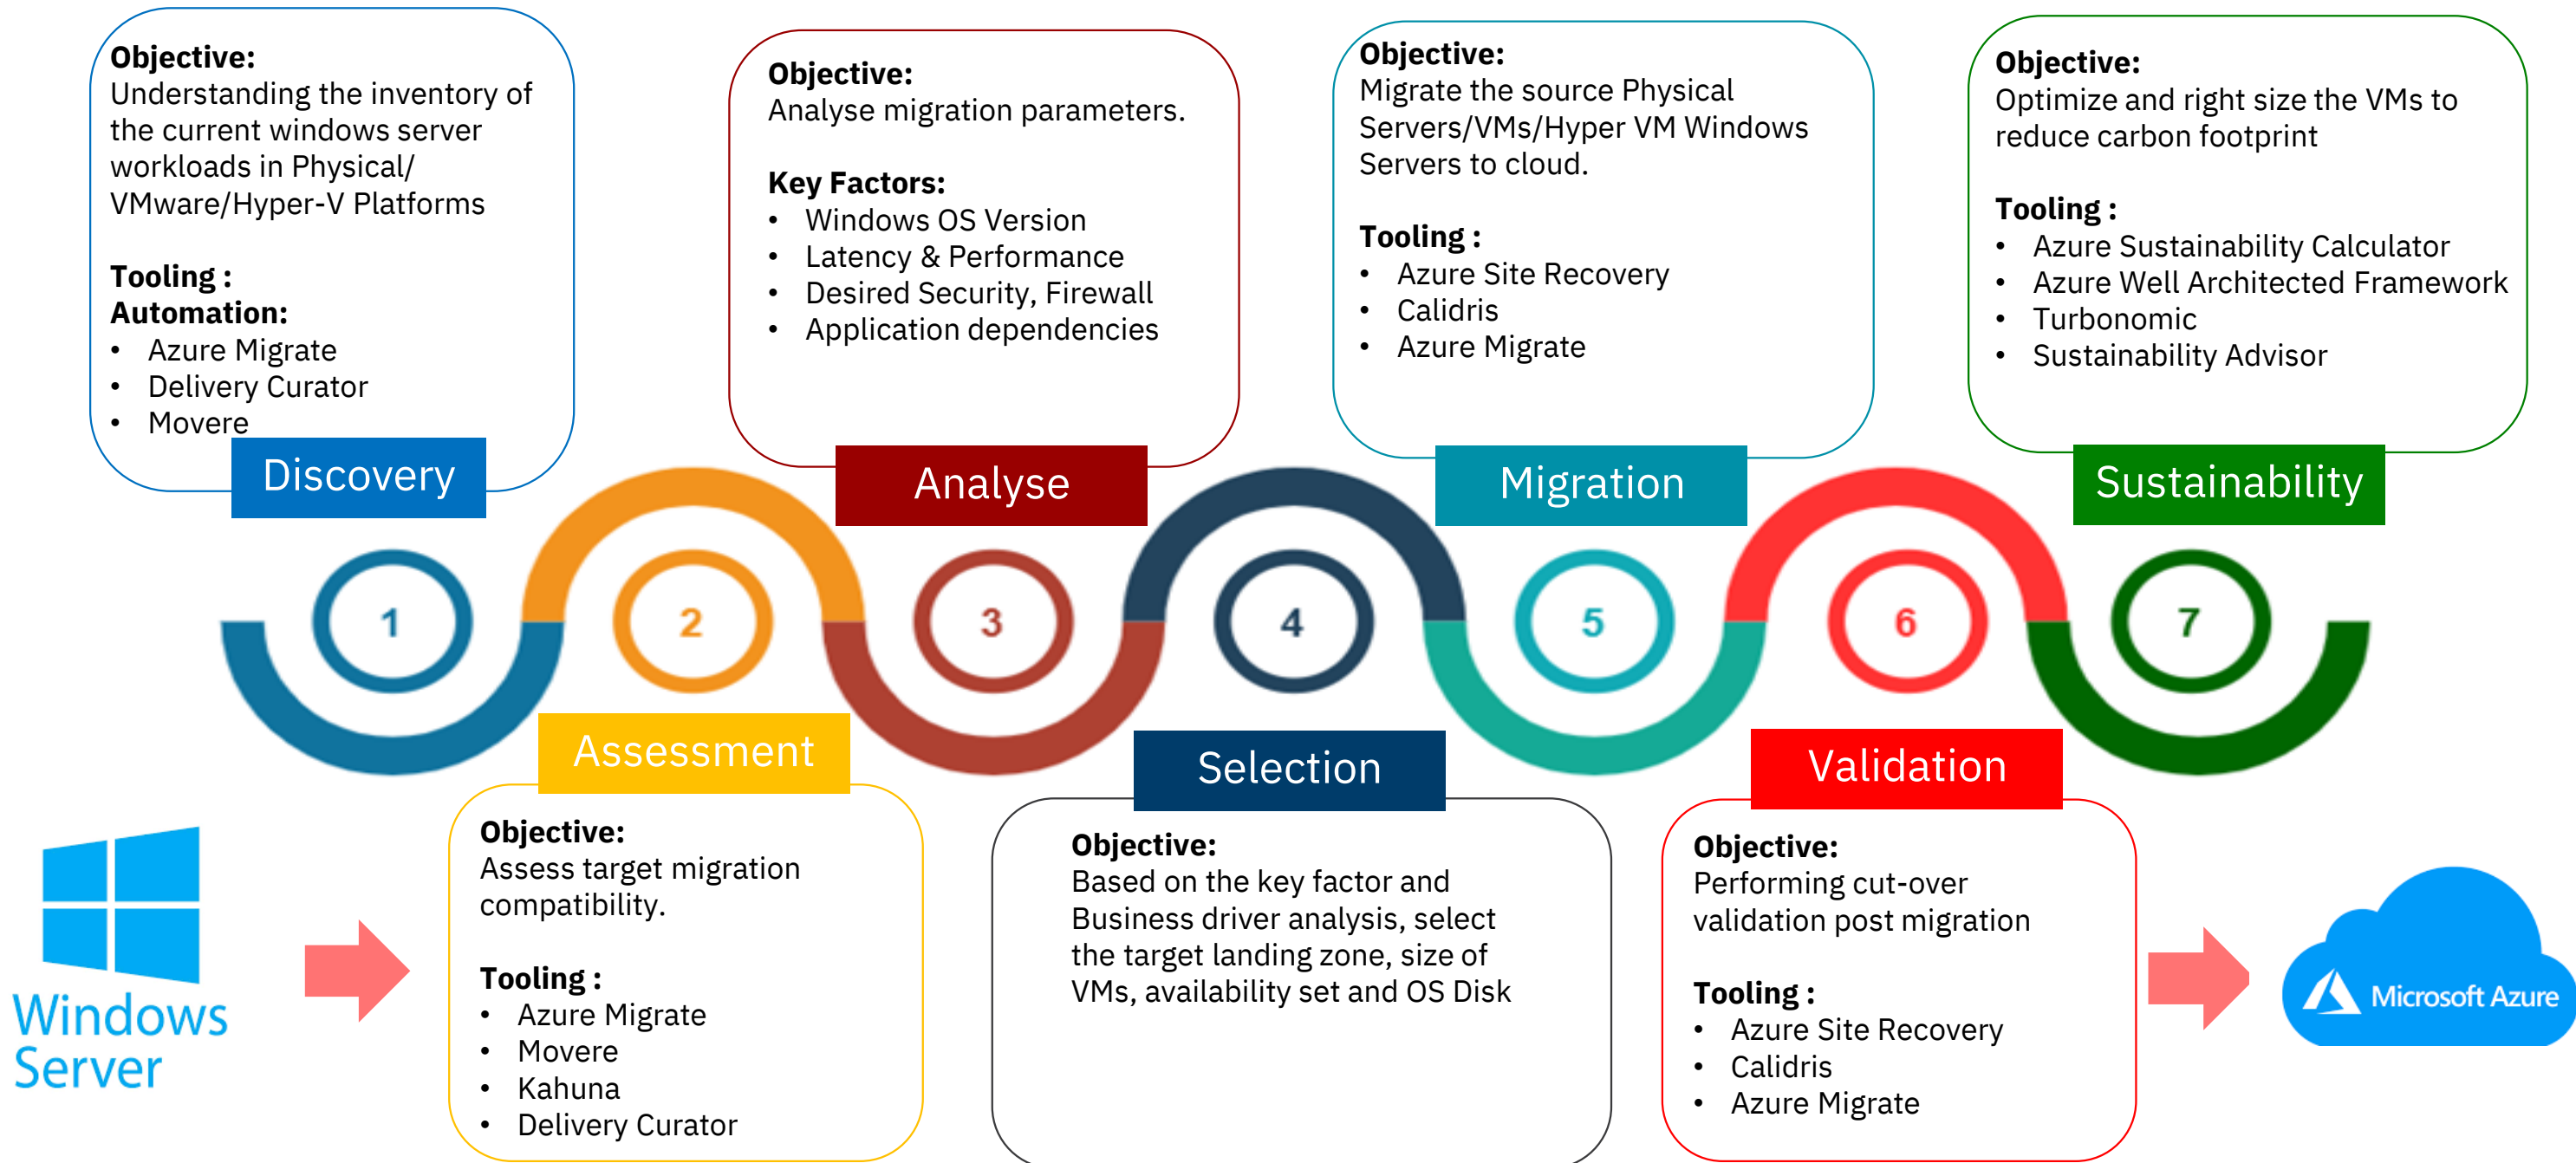 Objective:
Understanding the inventory of
the current windows server
workloads in Physical/
VMware/Hyper-V Platforms
Tooling :
Automation:
• Azure Migrate
• Delivery Curator
• Movere
Discovery
Objective:
Analyse migration parameters.
Key Factors:
• Windows OS Version
• Latency & Performance
• Desired Security, Firewall
• Application dependencies
Analyse
Objective:
Migrate the source Physical
Servers/VMs/Hyper VM Windows
Servers to cloud.
Tooling :
• Azure Site Recovery
• Calidris
• Azure Migrate
Migration
Objective:
Optimize and right size the VMs to
reduce carbon footprint
Tooling :
• Azure Sustainability Calculator
• Azure Well Architected Framework
• Turbonomic
• Sustainability Advisor
Sustainability
1
2
3
4
5
6
7
Windows
Server
Assessment
Objective:
Assess target migration
compatibility.
Tooling :
• Azure Migrate
• Movere
• Kahuna
• Delivery Curator
Selection
Objective:
Based on the key factor and
Business driver analysis, select
the target landing zone, size of
VMs, availability set and OS Disk
Validation
Objective:
Performing cut-over
validation post migration
Tooling :
• Azure Site Recovery
• Calidris
• Azure Migrate
Microsoft Azure